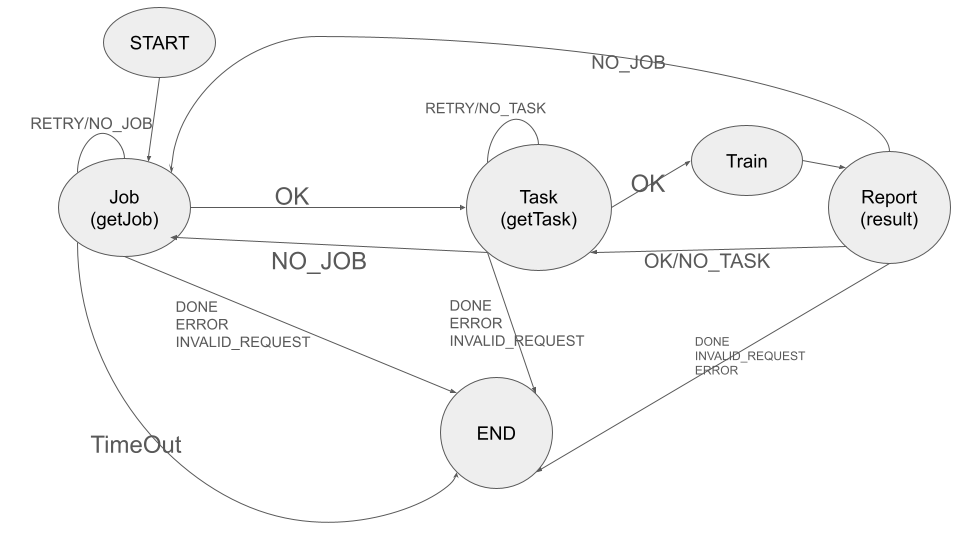 START
NO_JOB
RETRY/NO_JOB
RETRY/NO_TASK
Job
(getJob)
OK
Task
(getTask)
OK
Train
Report
(result)
NO_JOB
OK/NO_TASK
DONE
ERROR
INVALID_REQUEST
DONE
ERROR
INVALID_REQUEST
DONE
INVALID_REQUEST
ERROR
TimeOut
END